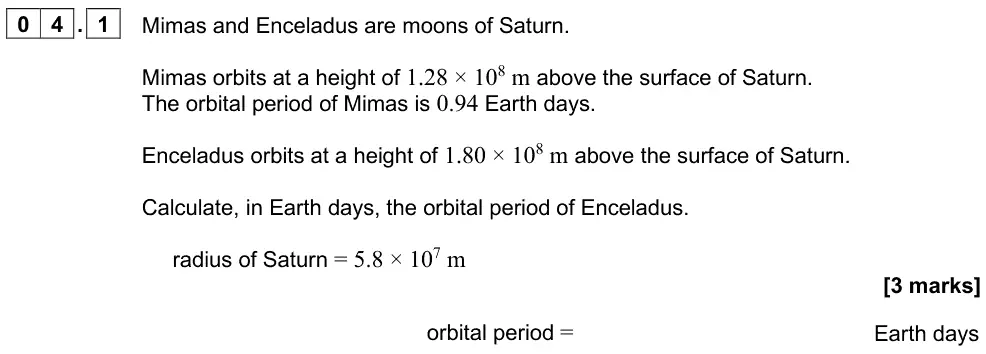 04.1 Mimas and Enceladus are moons of Saturn.
Mimas orbits at a height of 1.28 × 10⁸ m above the surface of Saturn.
The orbital period of Mimas is 0.94 Earth days.
Enceladus orbits at a height of 1.80 × 10⁸ m above the surface of Saturn.
Calculate, in Earth days, the orbital period of Enceladus.
radius of Saturn = 5.8 × 10⁷ m
[3 marks]
orbital period = Earth days